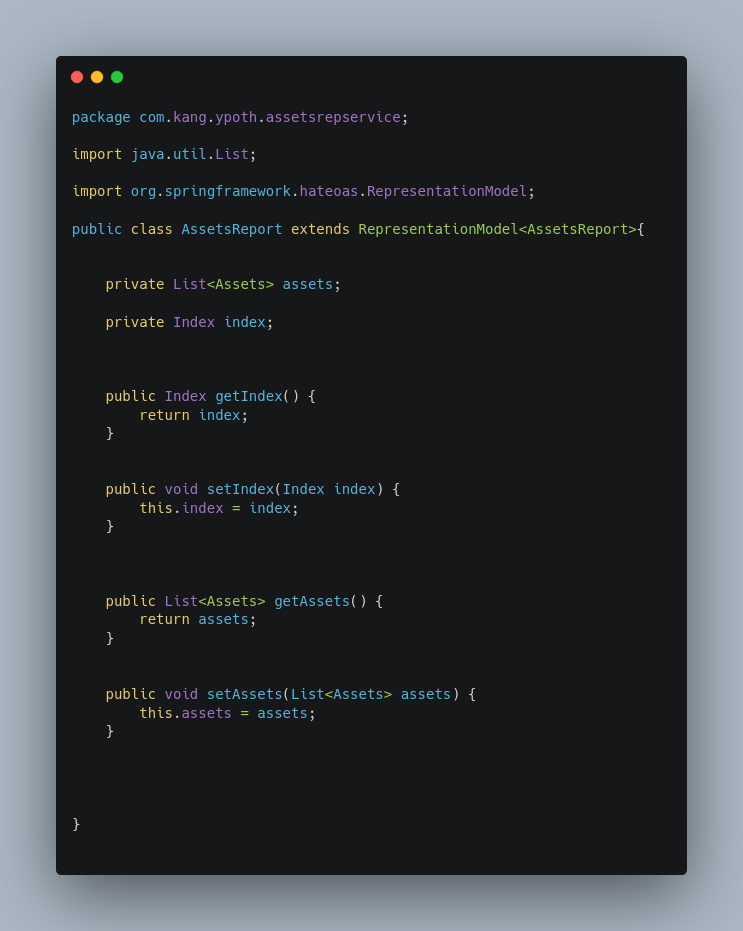 package com.kang.ypoth.assetsrepservice;
import java.util.List;
import org.springframework.hateoas.RepresentationModel;
public class AssetsReport extends RepresentationModel<AssetsReport>{
    private List<Assets> assets;
    private Index index;
    public Index getIndex() {
        return index;
    }
    public void setIndex(Index index) {
        this.index = index;
    }
    public List<Assets> getAssets() {
        return assets;
    }
    public void setAssets(List<Assets> assets) {
        this.assets = assets;
    }
}